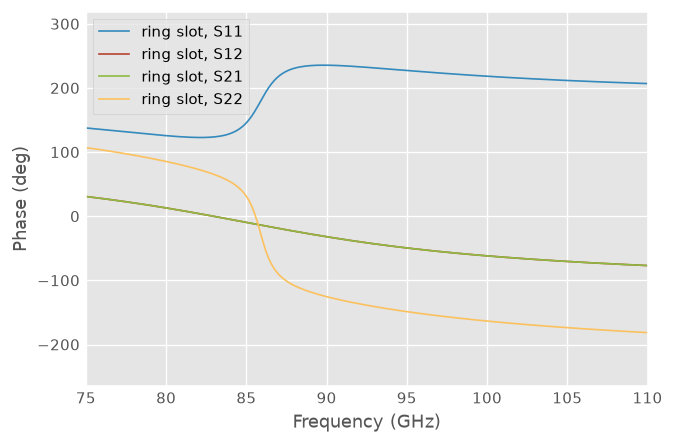 ring slot, S11
ring slot, S12
ring slot, S21
ring slot, S22
300
200
100
0
−100
−200
Phase (deg)
75 80 85 90 95 100 105 110
Frequency (GHz)